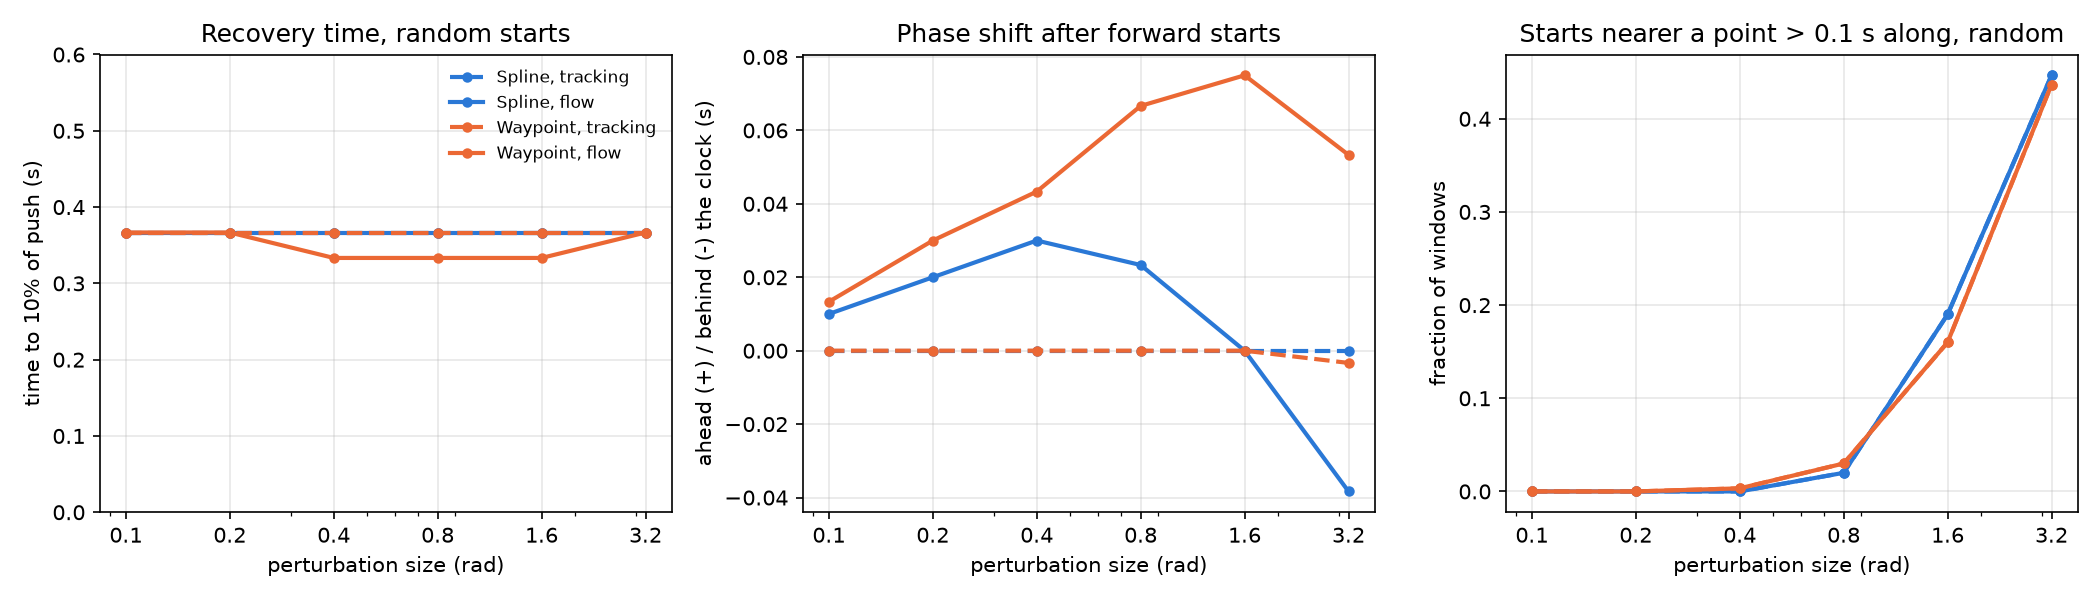 Recovery time, random starts
time to 10% of push (s)
0.6
0.5
0.4
0.3
0.2
0.1
0.0
Spline, tracking
Spline, flow
Waypoint, tracking
Waypoint, flow
0.1 0.2 0.4 0.8 1.6 3.2
perturbation size (rad)
Phase shift after forward starts
ahead (+) / behind (-) the clock (s)
0.08
0.06
0.04
0.02
0.00
−0.02
−0.04
0.1 0.2 0.4 0.8 1.6 3.2
perturbation size (rad)
Starts nearer a point > 0.1 s along, random
fraction of windows
0.4
0.3
0.2
0.1
0.0
0.1 0.2 0.4 0.8 1.6 3.2
perturbation size (rad)